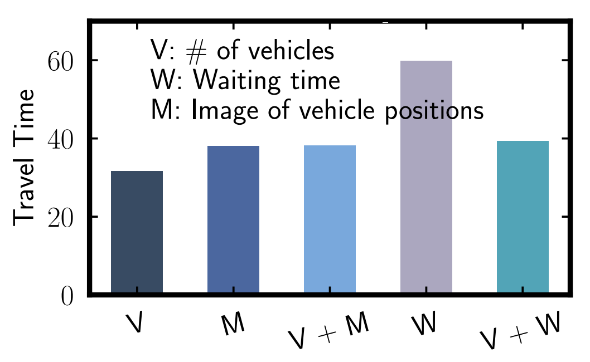 V: # of vehicles
W: Waiting time
M: Image of vehicle positions
Travel Time
60
40
20
0
V
M
V + M
W
V + W